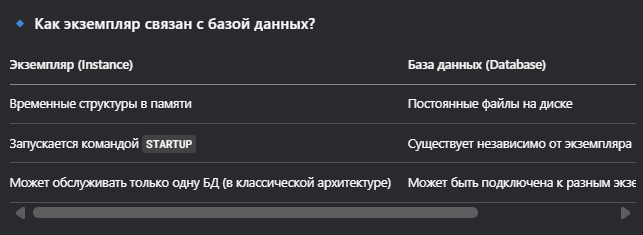 Как экземпляр связан с базой данных?
Экземпляр (Instance) База данных (Database)
Временные структуры в памяти Постоянные файлы на диске
Запускается командой STARTUP Существует независимо от экземпляра
Может обслуживать только одну БД (в классической архитектуре) Может быть подключена к разным экзе